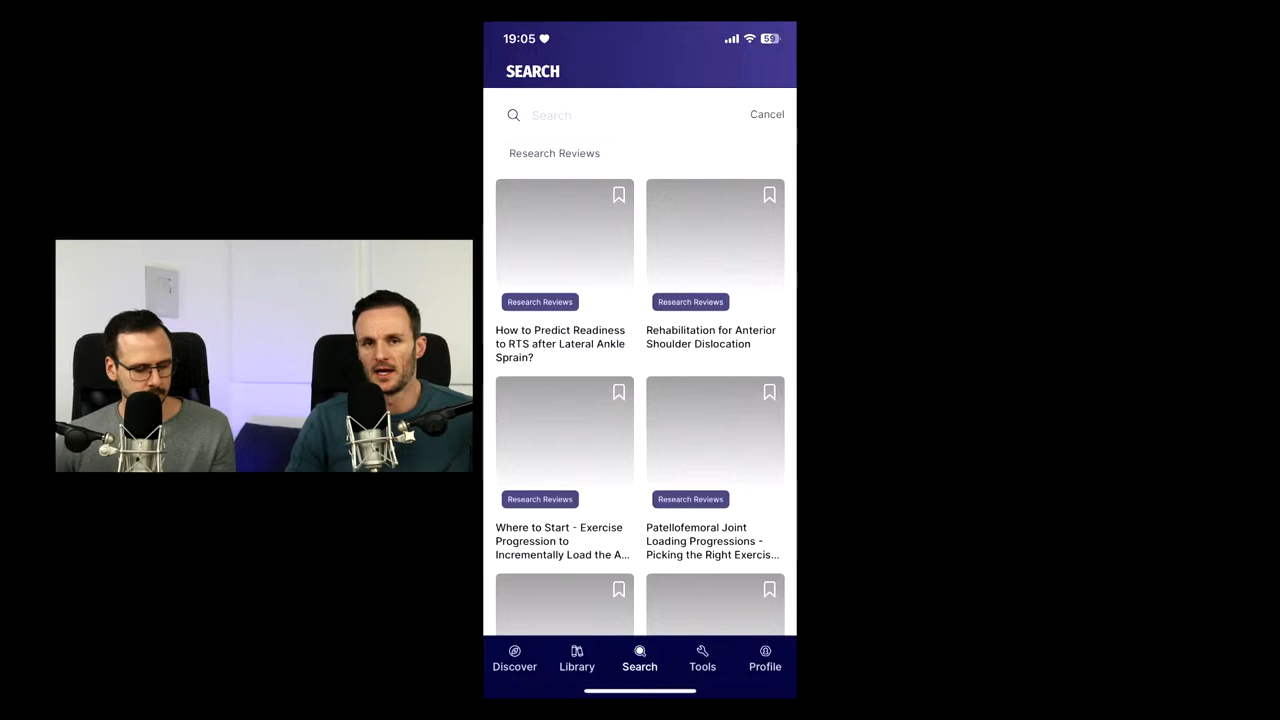 19:05
59
SEARCH
Search
Cancel
Research Reviews
Research Reviews
Research Reviews
How to Predict Readiness
to RTS after Lateral Ankle
Sprain?
Rehabilitation for Anterior
Shoulder Dislocation
Research Reviews
Research Reviews
Where to Start - Exercise
Progression to
Incrementally Load the A...
Patellofemoral Joint
Loading Progressions -
Picking the Right Exercis...
Discover
Library
Search
Tools
Profile